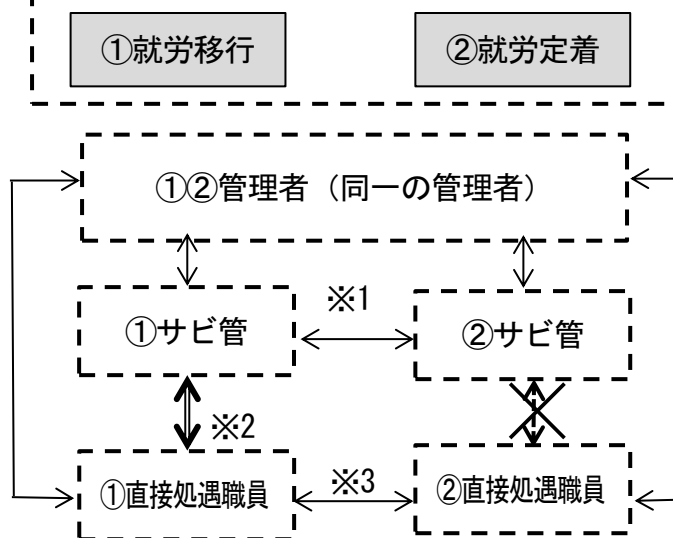 ①就労移行
②就労定着
①②管理者（同一の管理者）
※1
①サビ管
②サビ管
※2
①直接処遇職員
※3
②直接処遇職員